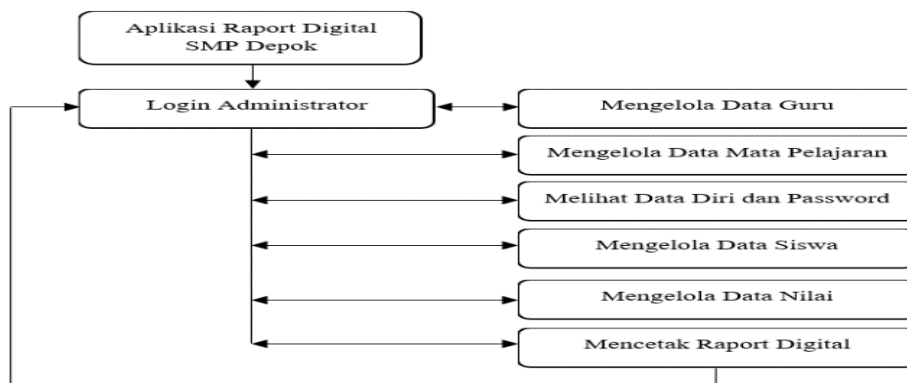 Aplikasi Raport Digital
SMP Depok
Login Administrator
Mengelola Data Guru
Mengelola Data Mata Pelajaran
Melihat Data Diri dan Password
Mengelola Data Siswa
Mengelola Data Nilai
Mencetak Raport Digital